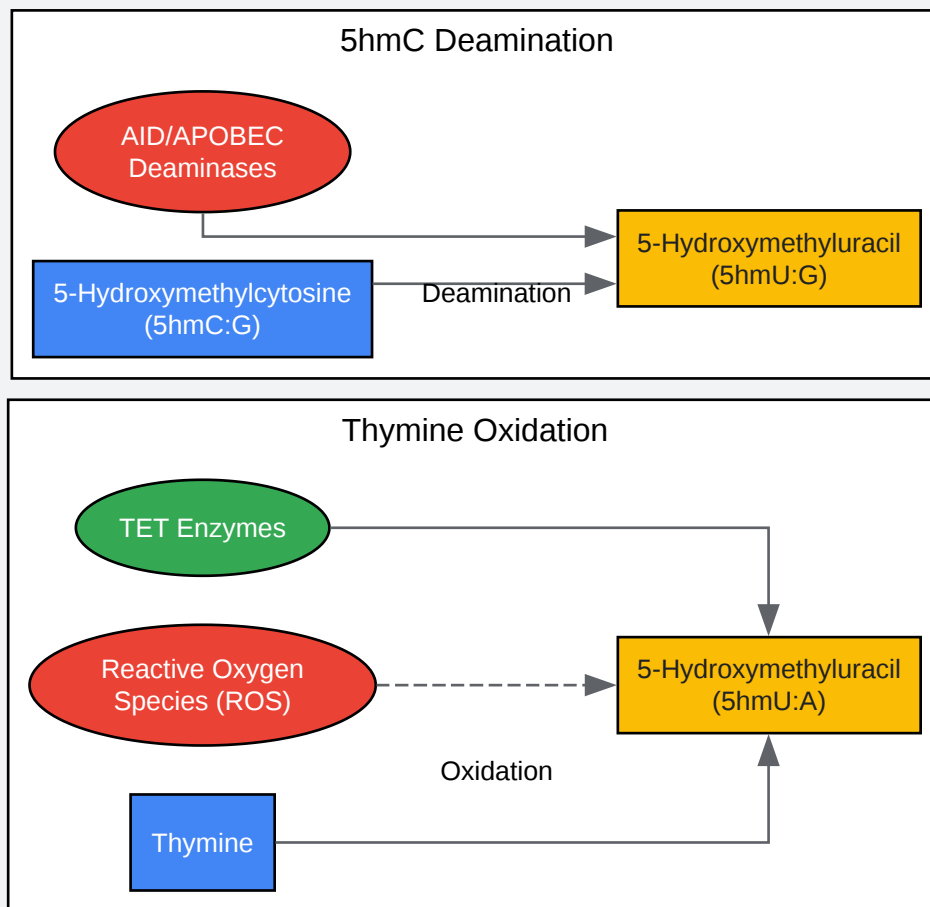 5hmC Deamination
AID/APOBEC
Deaminases
5-Hydroxymethyluracil
(5hmU:G)
5-Hydroxymethylcytosine
(5hmC:G)
Deamination
Thymine Oxidation
TET Enzymes
Reactive Oxygen
Species (ROS)
5-Hydroxymethyluracil
(5hmU:A)
Oxidation
Thymine